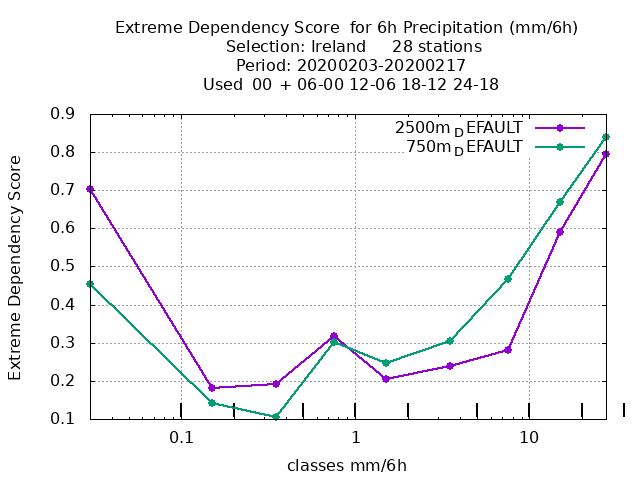 Extreme Dependency Score  for 6h Precipitation (mm/6h)
Selection: Ireland     28 stations
Period: 20200203-20200217
Used  00  + 06-00 12-06 18-12 24-18
2500m_DEFAULT
750m_DEFAULT
0.9
0.8
0.7
0.6
0.5
0.4
0.3
0.2
0.1
Extreme Dependency Score
0.1 1 10
classes mm/6h